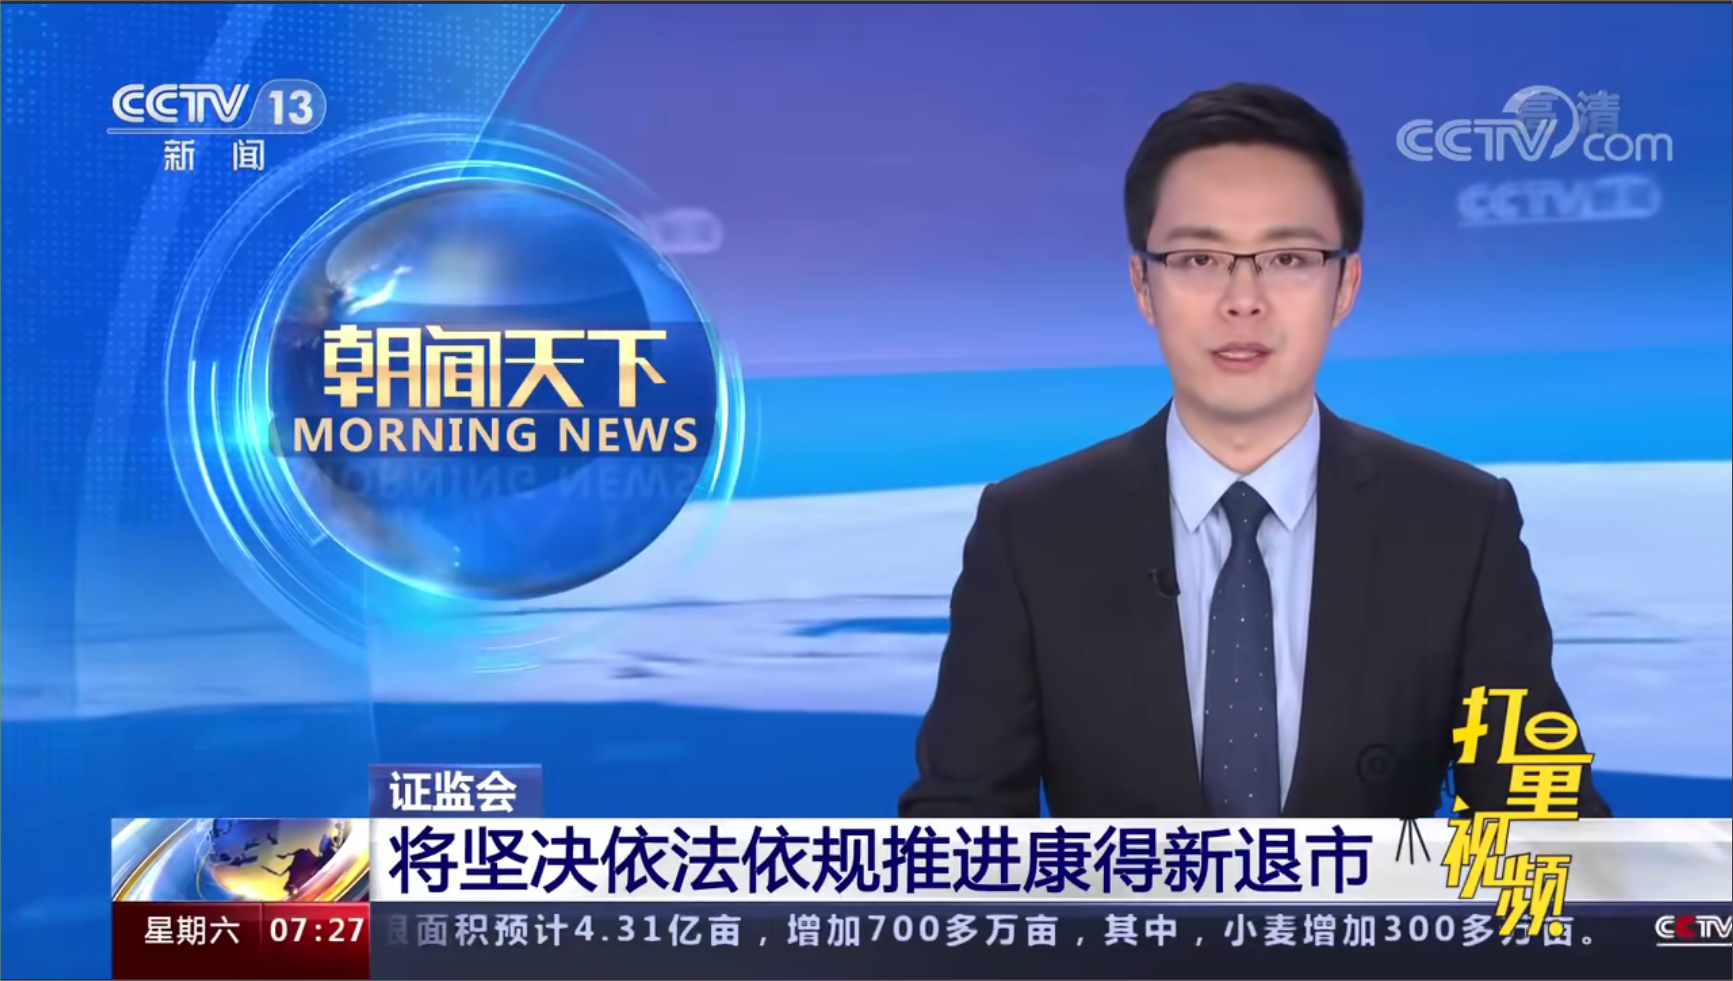 CCTV 13
新闻
高清
CCTV.com
朝闻天下
MORNING NEWS
证监会
将坚决依法依规推进康得新退市
打量视频
星期六 07:27
面积预计4.31亿亩，增加700多万亩，其中，小麦增加300多万亩。
CCTV